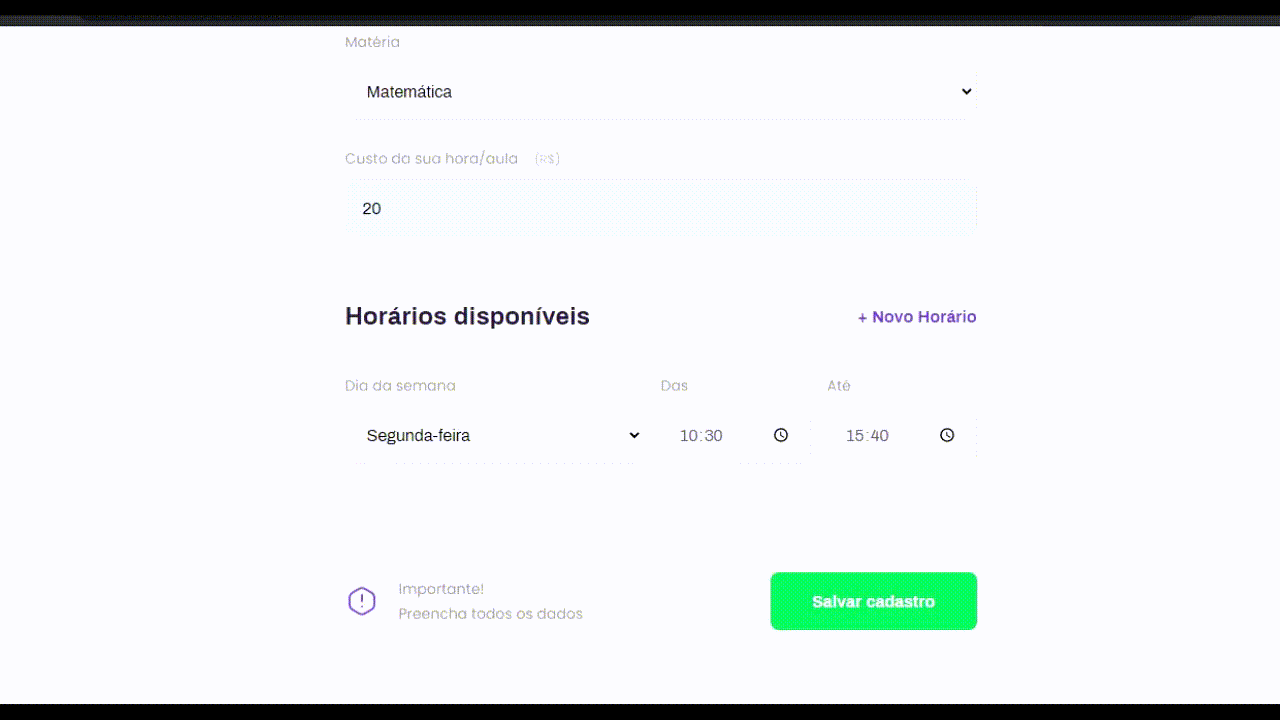 Matéria
Matemática
Custo da sua hora/aula (R$)
20
Horários disponíveis + Novo Horário
Dia da semana Das Até
Segunda-feira 10:30 15:40
Importante!
Preencha todos os dados
Salvar cadastro